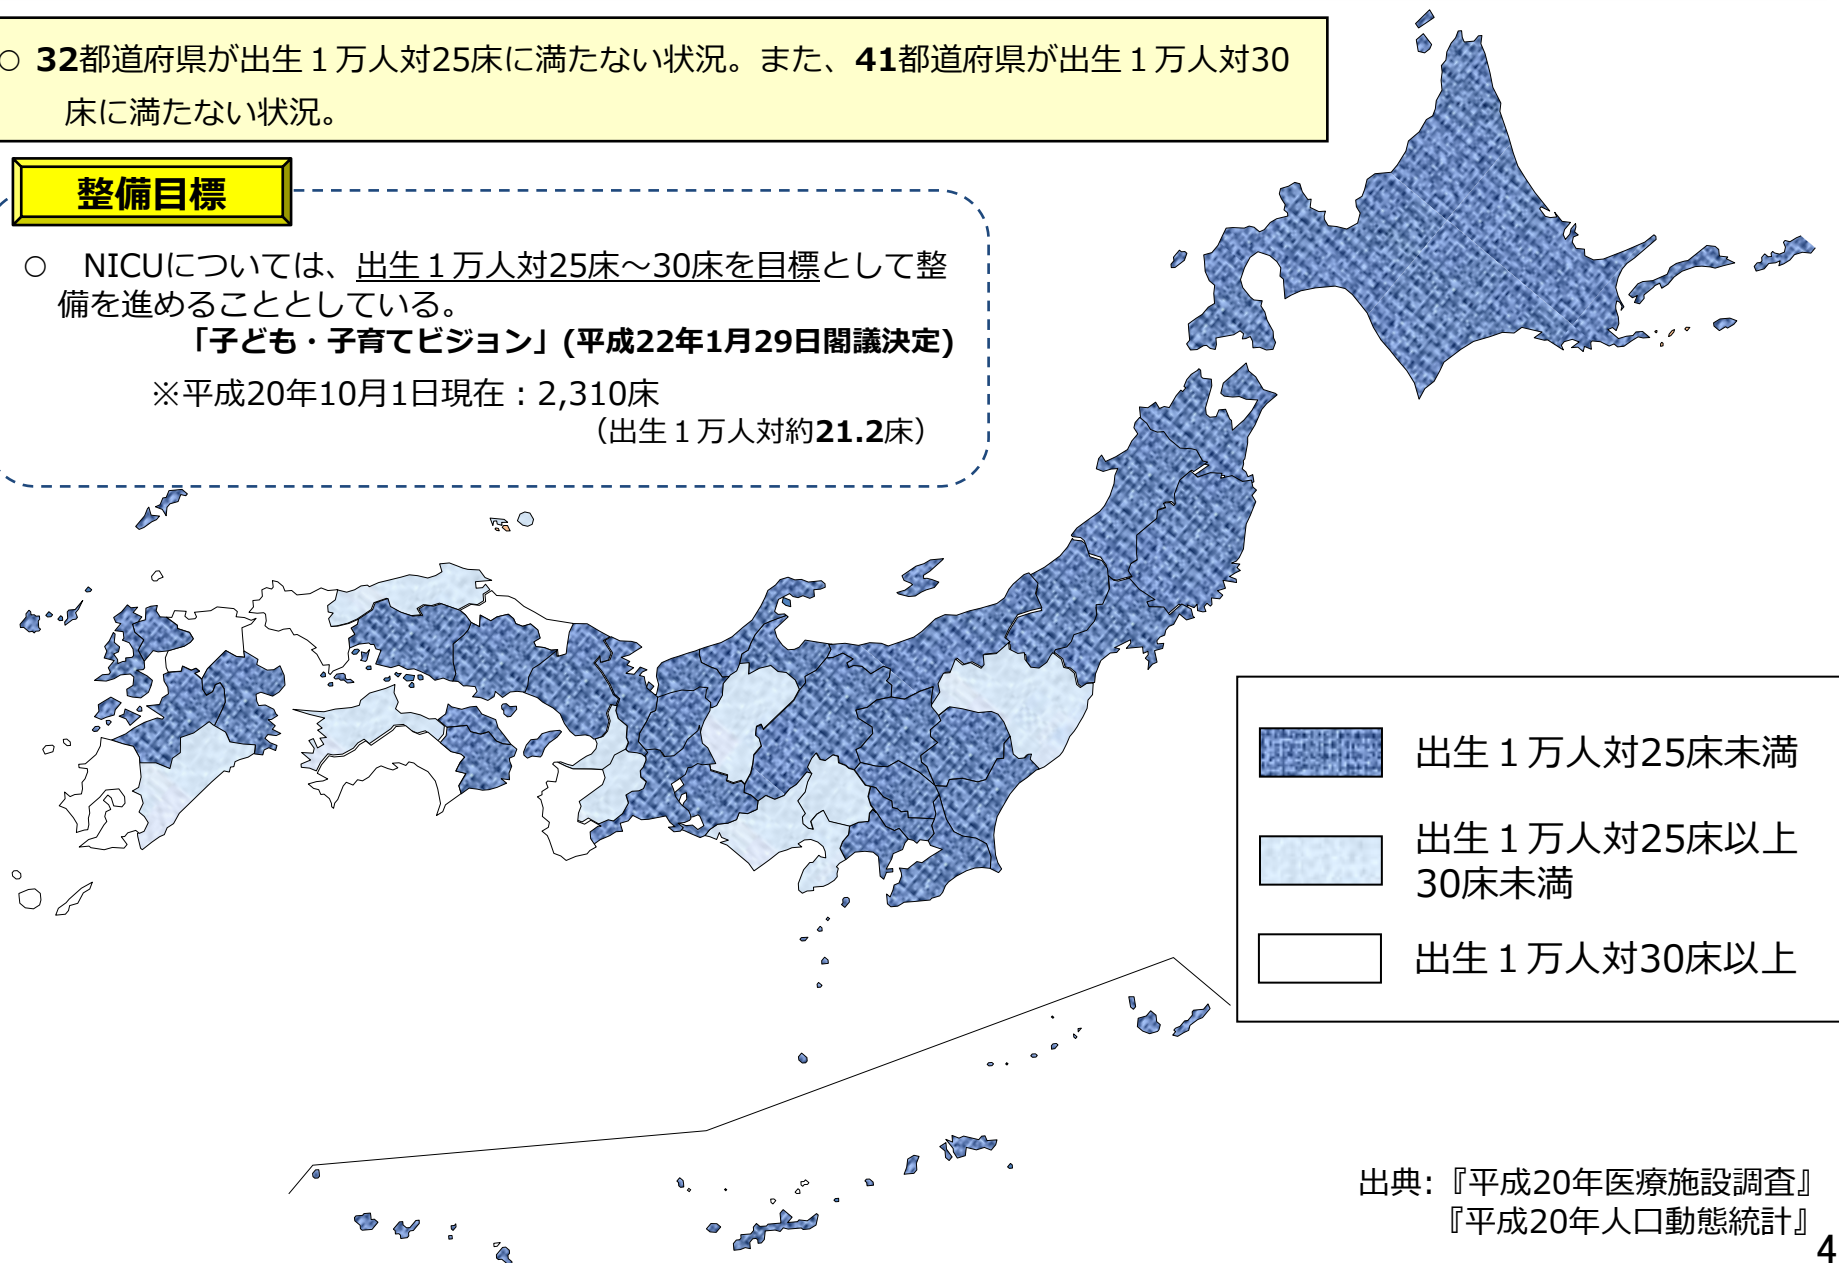 ○ 32都道府県が出生１万人対25床に満たない状況。また、41都道府県が出生１万人対30
床に満たない状況。
整備目標
○　NICUについては、出生１万人対25床～30床を目標として整
備を進めることとしている。
「子ども・子育てビジョン」(平成22年1月29日閣議決定)
※平成20年10月1日現在：2,310床
（出生１万人対約21.2床）
出生１万人対25床未満
出生１万人対25床以上
30床未満
出生１万人対30床以上
出典:『平成20年医療施設調査』
『平成20年人口動態統計』
4